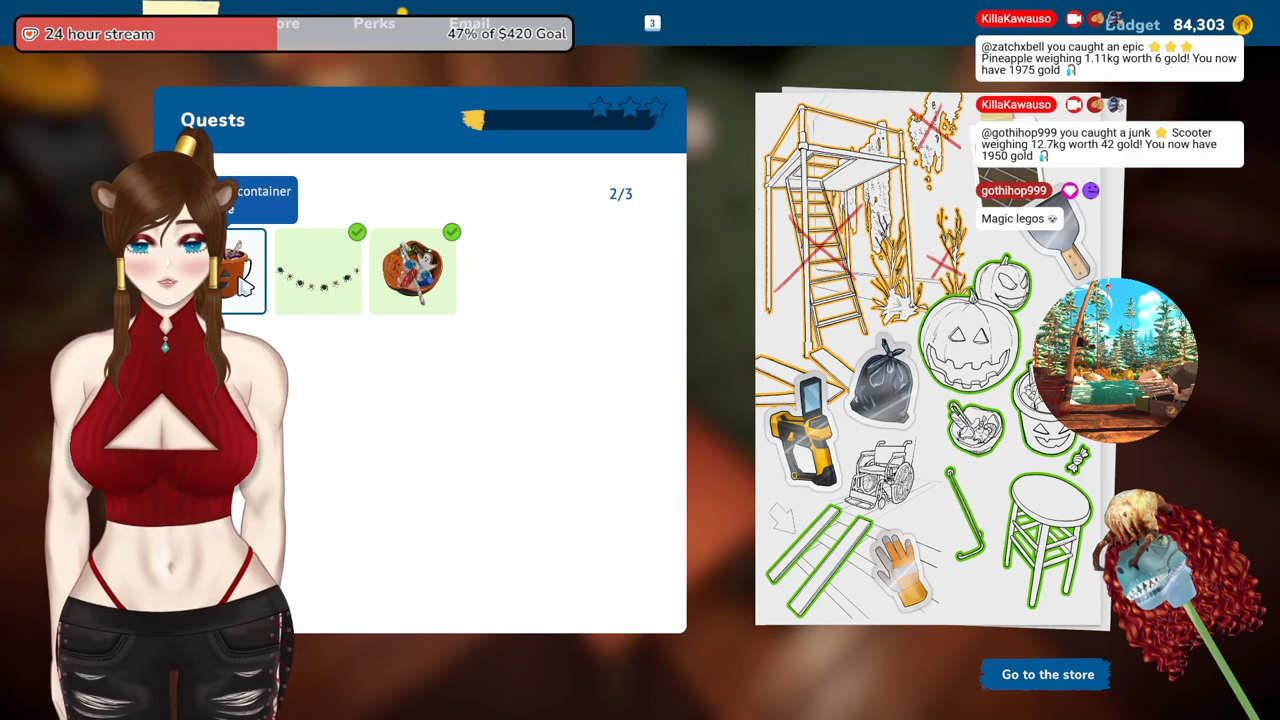 24 hour stream
47% of $420 Goal
Perks
Email
3
Budget
84,303
KillaKawauso
@zatchxbell you caught an epic ⭐ ⭐ ⭐
Pineapple weighing 1.11kg worth 6 gold! You now
have 1975 gold 🎣
KillaKawauso
@gothihop999 you caught a junk ⭐ Scooter
weighing 12.7kg worth 42 gold! You now have
1950 gold 🎣
gothihop999
Magic legos 💀
Quests
container
2/3
Go to the store